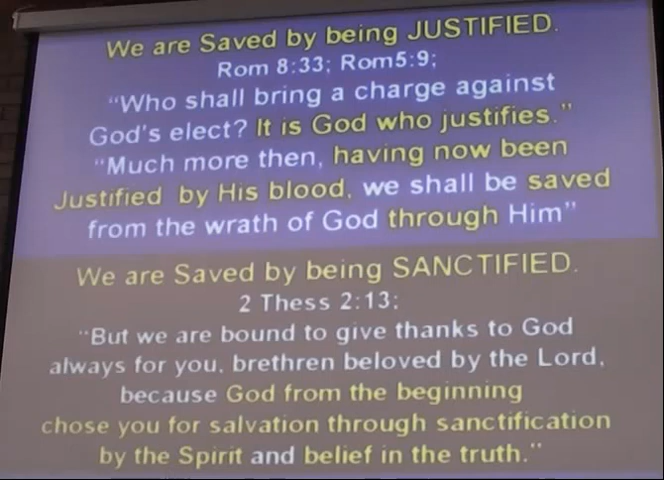 We are Saved by being JUSTIFIED.
Rom 8:33; Rom5:9;
"Who shall bring a charge against
God's elect? It is God who justifies."
"Much more then, having now been
Justified by His blood, we shall be saved
from the wrath of God through Him"
We are Saved by being SANCTIFIED.
2 Thess 2:13:
"But we are bound to give thanks to God
always for you, brethren beloved by the Lord,
because God from the beginning
chose you for salvation through sanctification
by the Spirit and belief in the truth."